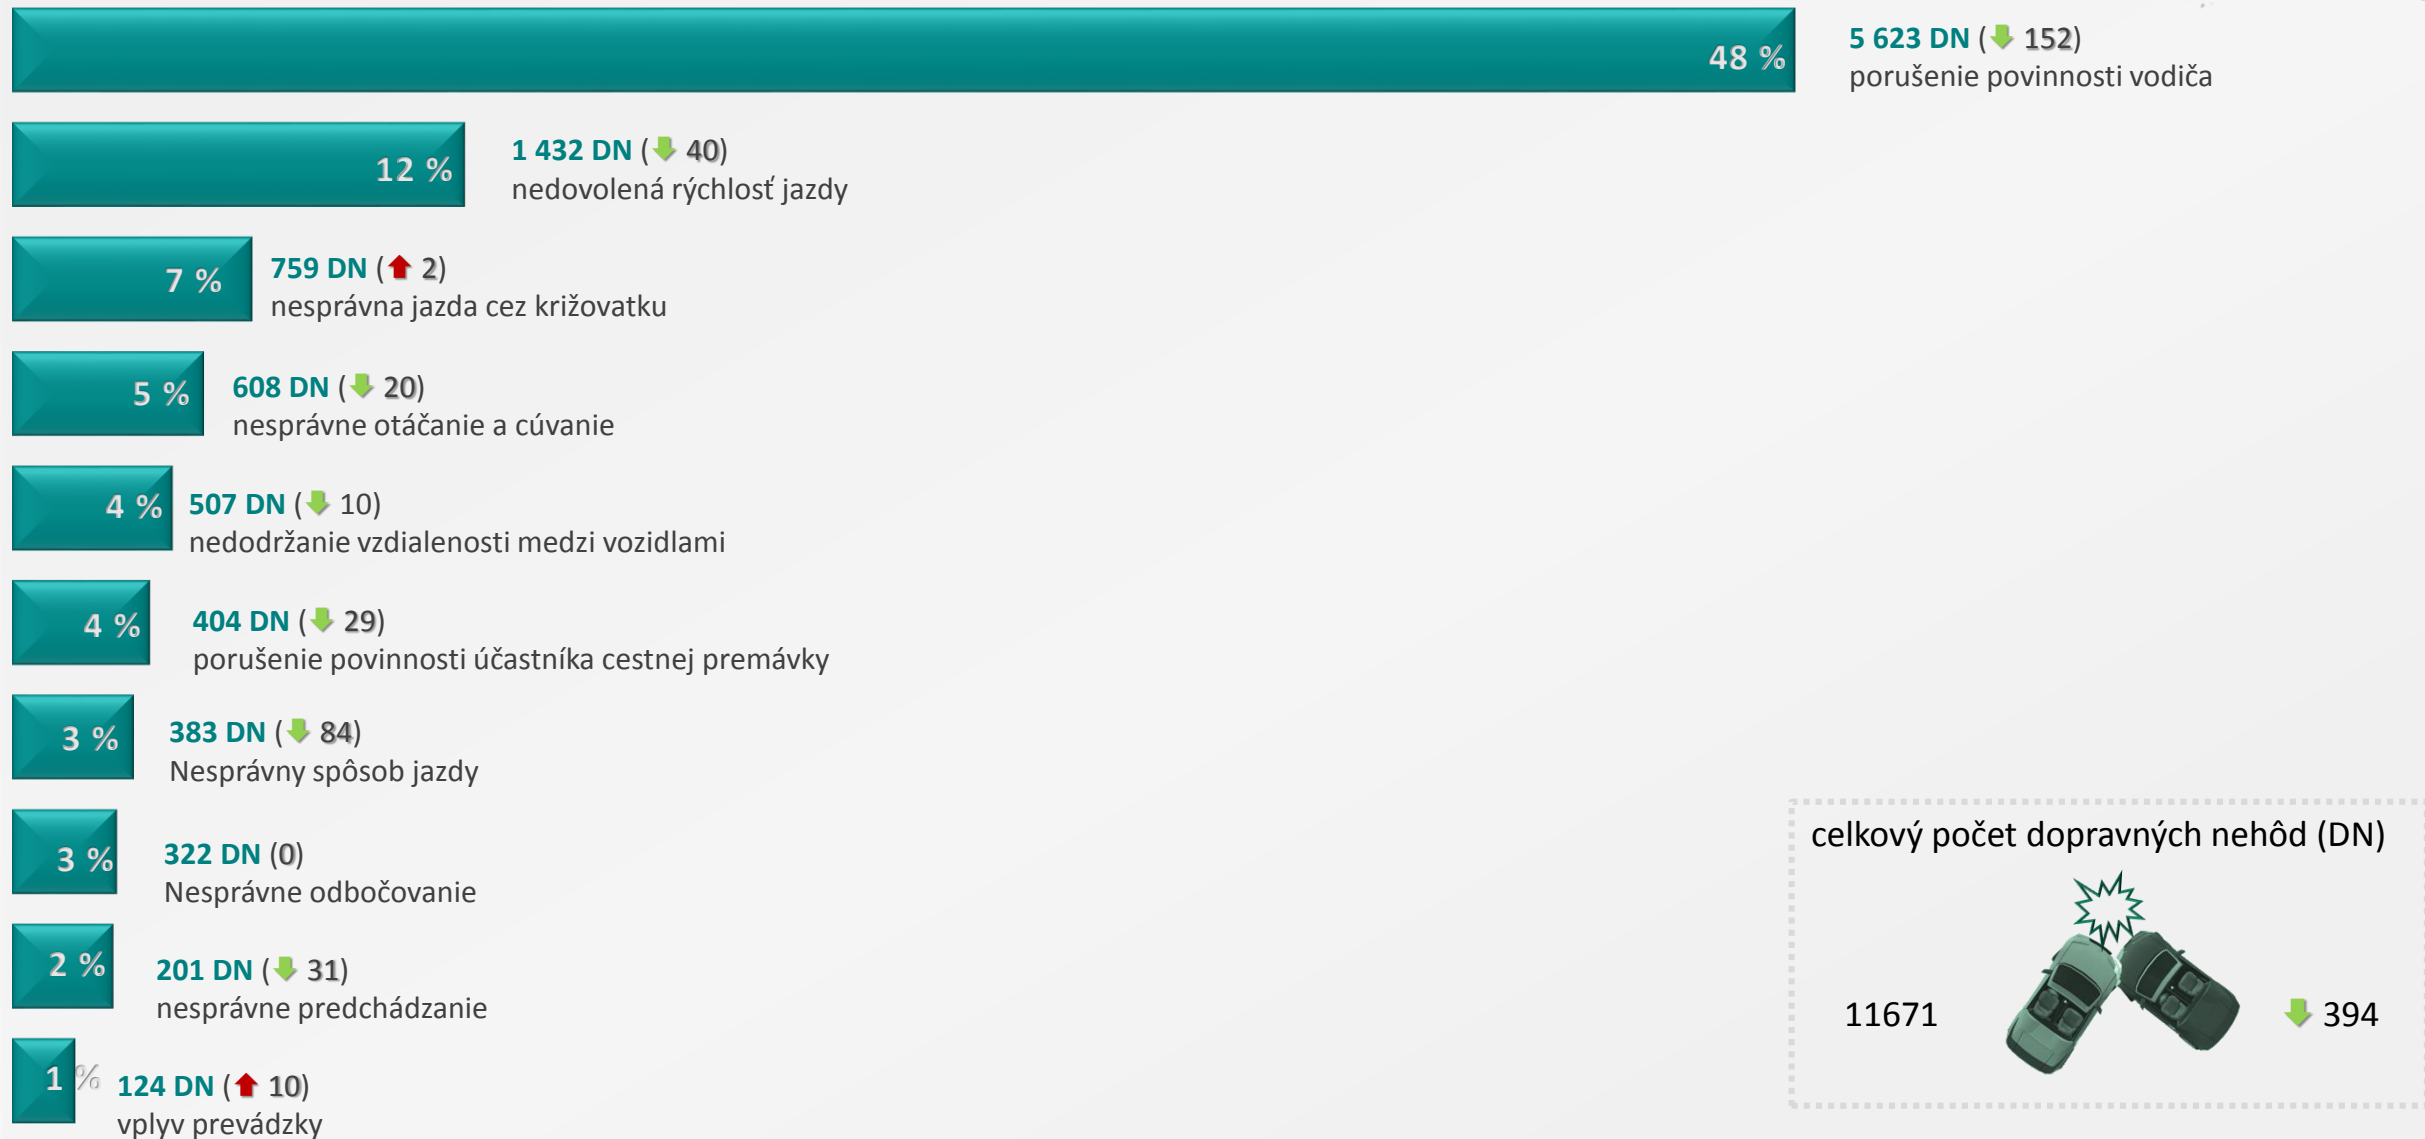 48 %
5 623 DN ( 152)
porušenie povinnosti vodiča
12 %
1 432 DN ( 40)
nedovolená rýchlosť jazdy
7 %
759 DN ( 2)
nesprávna jazda cez križovatku
5 %
608 DN ( 20)
nesprávne otáčanie a cúvanie
4 %
507 DN ( 10)
nedodržanie vzdialenosti medzi vozidlami
4 %
404 DN ( 29)
porušenie povinnosti účastníka cestnej premávky
3 %
383 DN ( 84)
Nesprávny spôsob jazdy
3 %
322 DN (0)
Nesprávne odbočovanie
2 %
201 DN ( 31)
nesprávne predchádzanie
1 %
124 DN ( 10)
vplyv prevádzky
celkový počet dopravných nehôd (DN)
11671
394